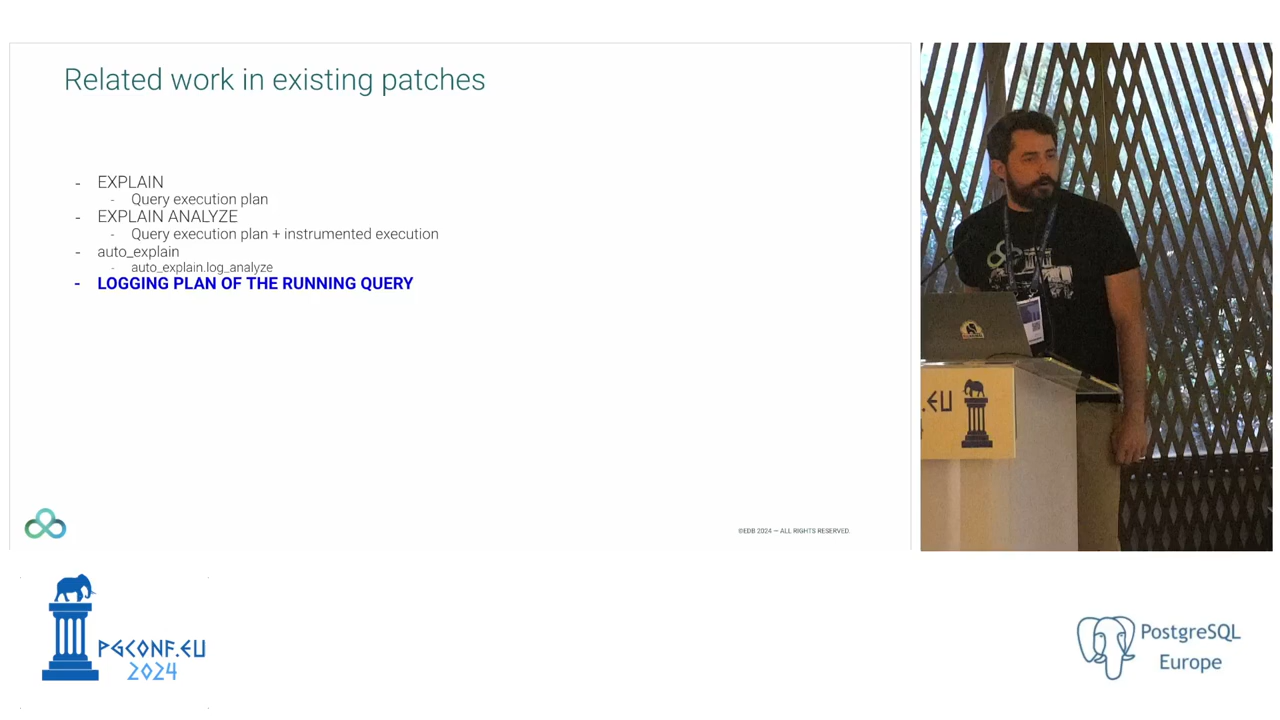 Related work in existing patches
- EXPLAIN
- Query execution plan
- EXPLAIN ANALYZE
- Query execution plan + instrumented execution
- auto_explain
- auto_explain.log_analyze
- LOGGING PLAN OF THE RUNNING QUERY
©EDB 2024 — ALL RIGHTS RESERVED.
.EU
PGCONF.EU
2024
PostgreSQL
Europe